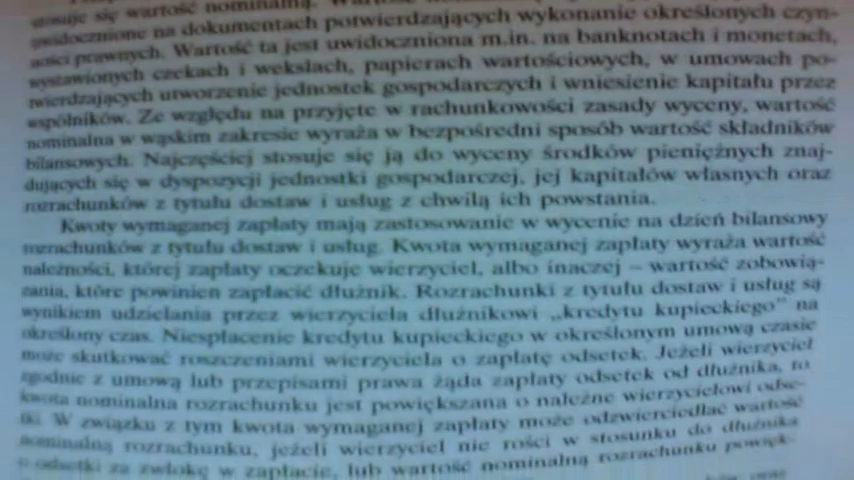 stosuje się wartość nominalną.
uwidocznione na dokumentach potwierdzających wykonanie określonych czyn-
ności prawnych. Wartość ta jest uwidoczniona m.in. na banknotach i monetach,
wystawionych czekach i wekslach, papierach wartościowych, w umowach po-
twierdzających utworzenie jednostek gospodarczych i wniesienie kapitału przez
wspólników. Ze względu na przyjęte w rachunkowości zasady wyceny, wartość
nominalna w wąskim zakresie wyraża w bezpośredni sposób wartość składników
bilansowych. Najczęściej stosuje się ją do wyceny środków pieniężnych znaj-
dujących się w dyspozycji jednostki gospodarczej, jej kapitałów własnych oraz
rozrachunków z tytułu dostaw i usług z chwilą ich powstania.
Kwoty wymaganej zapłaty mają zastosowanie w wycenie na dzień bilansowy
rozrachunków z tytułu dostaw i usług. Kwota wymaganej zapłaty wyraża wartość
należności, której zapłaty oczekuje wierzyciel, albo inaczej – wartość zobowią-
zania, które powinien zapłacić dłużnik. Rozrachunki z tytułu dostaw i usług są
wynikiem udzielania przez wierzyciela dłużnikowi „kredytu kupieckiego” na
określony czas. Niespłacenie kredytu kupieckiego w określonym umową czasie
może skutkować roszczeniami wierzyciela o zapłatę odsetek. Jeżeli wierzyciel
zgodnie z umową lub przepisami prawa żąda zapłaty odsetek od dłużnika, to
kwota nominalna rozrachunku jest powiększana o należne wierzycielowi odse-
tki. W związku z tym kwota wymaganej zapłaty może odzwierciedlać wartość
nominalną rozrachunku, jeżeli wierzyciel nie rości w stosunku do dłużnika
o odsetki za zwłokę w zapłacie, lub wartość nominalną rozrachunku powięk-